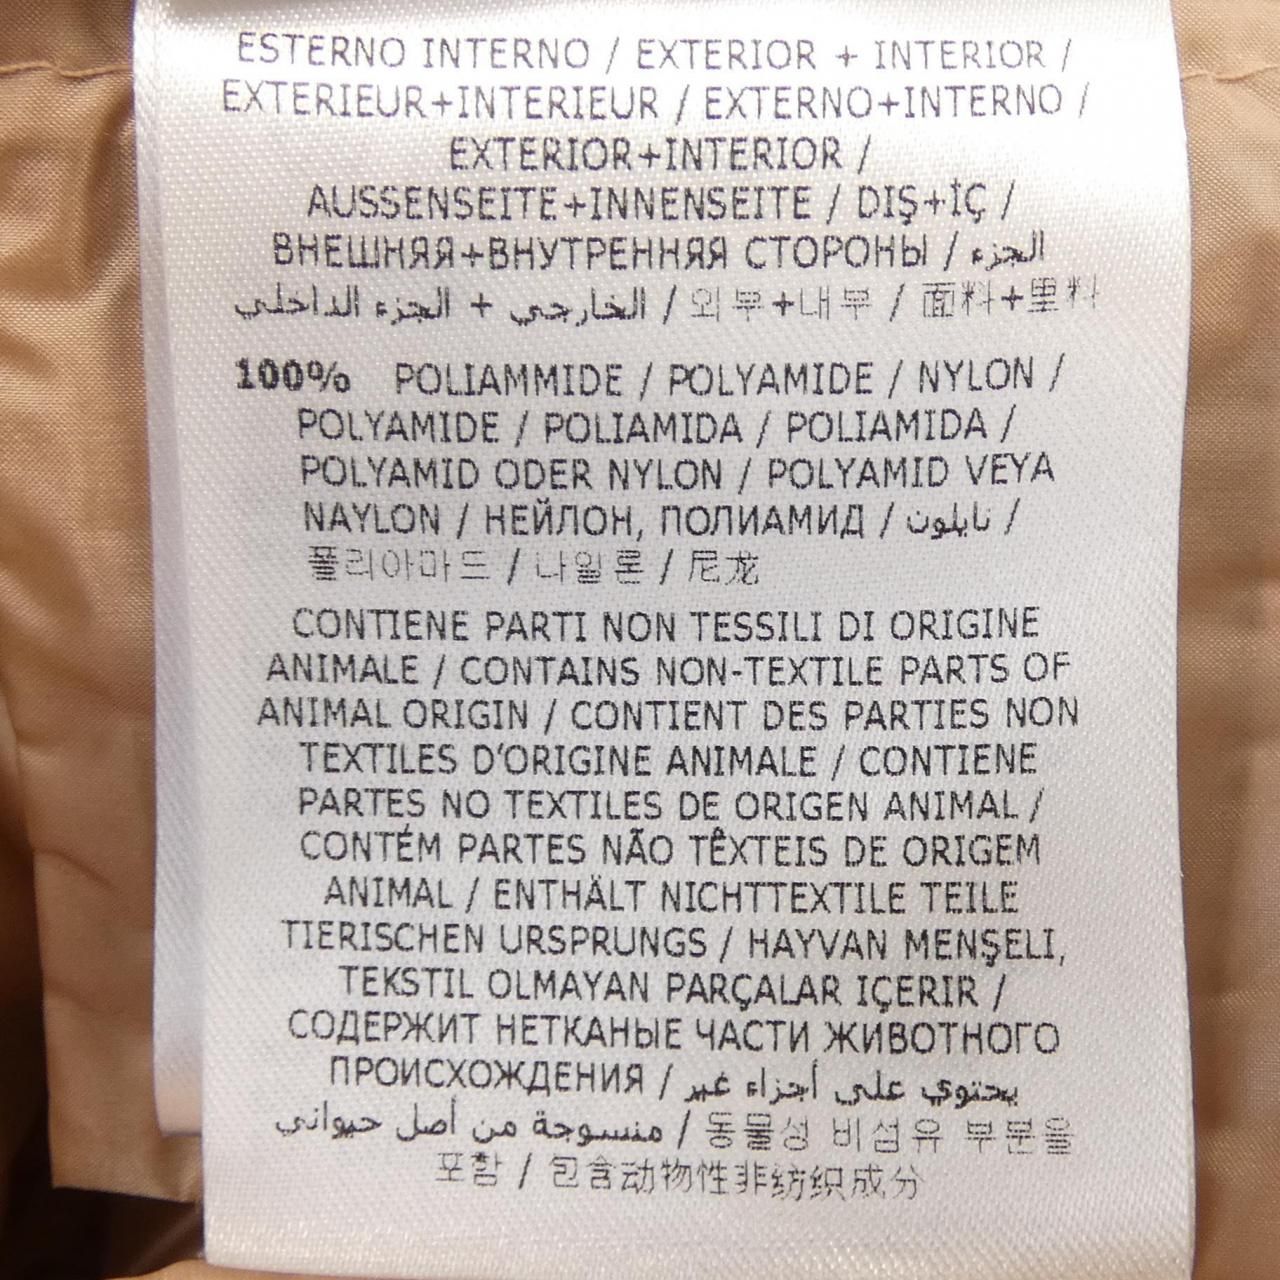 ESTERNO INTERNO / EXTERIOR + INTERIOR /
EXTERIEUR+INTERIEUR / EXTERNO+INTERNO /
EXTERIOR+INTERIOR /
AUSSENSEITE+INNENSEITE / DIŞ+İÇ /
ВНЕШНЯЯ+ВНУТРЕННЯЯ СТОРОНЫ / الجزء
الخارجي + الجزء الداخلي / 외부+내부 / 面料+里料
100% POLIAMMIDE / POLYAMIDE / NYLON /
POLYAMIDE / POLIAMIDA / POLIAMIDA /
POLYAMID ODER NYLON / POLYAMID VEYA
NAYLON / НЕЙЛОН, ПОЛИАМИД / نايلون /
폴리아마드 / 나일론 / 尼龙
CONTIENE PARTI NON TESSILI DI ORIGINE
ANIMALE / CONTAINS NON-TEXTILE PARTS OF
ANIMAL ORIGIN / CONTIENT DES PARTIES NON
TEXTILES D'ORIGINE ANIMALE / CONTIENE
PARTES NO TEXTILES DE ORIGEN ANIMAL /
CONTÉM PARTES NÃO TÊXTEIS DE ORIGEM
ANIMAL / ENTHÄLT NICHTTEXTILE TEILE
TIERISCHEN URSPRUNGS / HAYVAN MENŞELI,
TEKSTIL OLMAYAN PARÇALAR IÇERIR /
СОДЕРЖИТ НЕТКАНЫЕ ЧАСТИ ЖИВОТНОГО
ПРОИСХОЖДЕНИЯ / يحتوي على أجزاء غير
منسوجة من أصل حيواني / 동물성 비섬유 부분을
포함 / 包含动物性非纺织成分